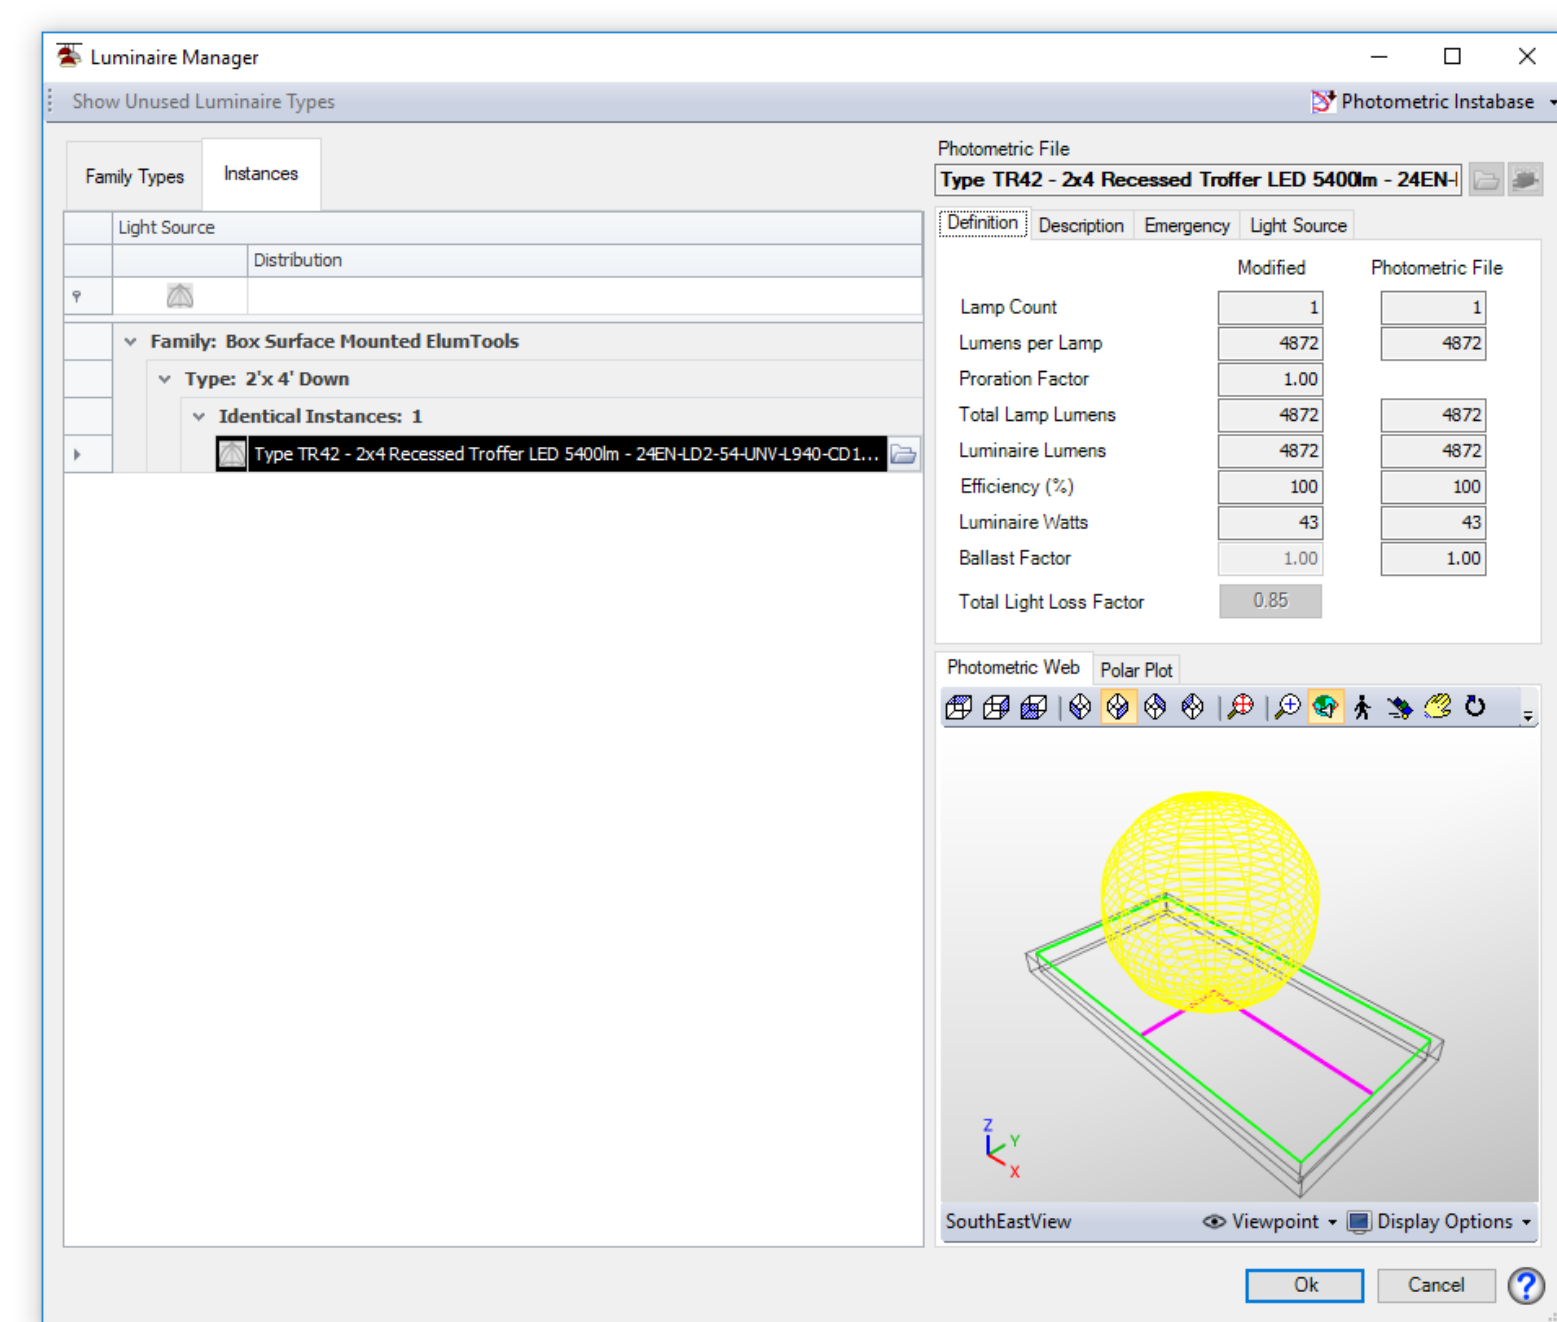 Luminaire Manager
Show Unused Luminaire Types
Photometric Instabase
Family Types
Instances
Light Source
Distribution
Family: Box Surface Mounted ElumTools
Type: 2'x 4' Down
Identical Instances: 1
Type TR42 - 2x4 Recessed Troffer LED 5400lm - 24EN-LD2-54-UNV-L940-CD1...
Photometric File
Type TR42 - 2x4 Recessed Troffer LED 5400lm - 24EN-
Definition Description Emergency Light Source
Modified Photometric File
Lamp Count 1 1
Lumens per Lamp 4872 4872
Proration Factor 1.00
Total Lamp Lumens 4872 4872
Luminaire Lumens 4872 4872
Efficiency (%) 100 100
Luminaire Watts 43 43
Ballast Factor 1.00 1.00
Total Light Loss Factor 0.85
Photometric Web Polar Plot
Z
Y
X
SouthEastView Viewpoint Display Options
Ok Cancel ?